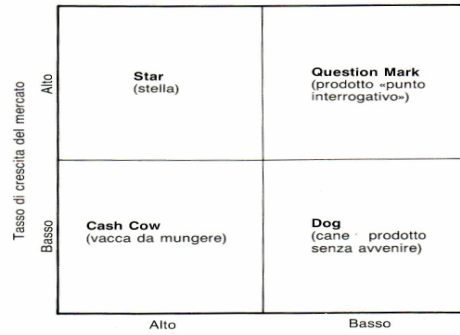 Tasso di crescita del mercato
Alto
Star
(stella)
Question Mark
(prodotto «punto
interrogativo»)
Basso
Cash Cow
(vacca da mungere)
Dog
(cane prodotto
senza avvenire)
Alto
Basso